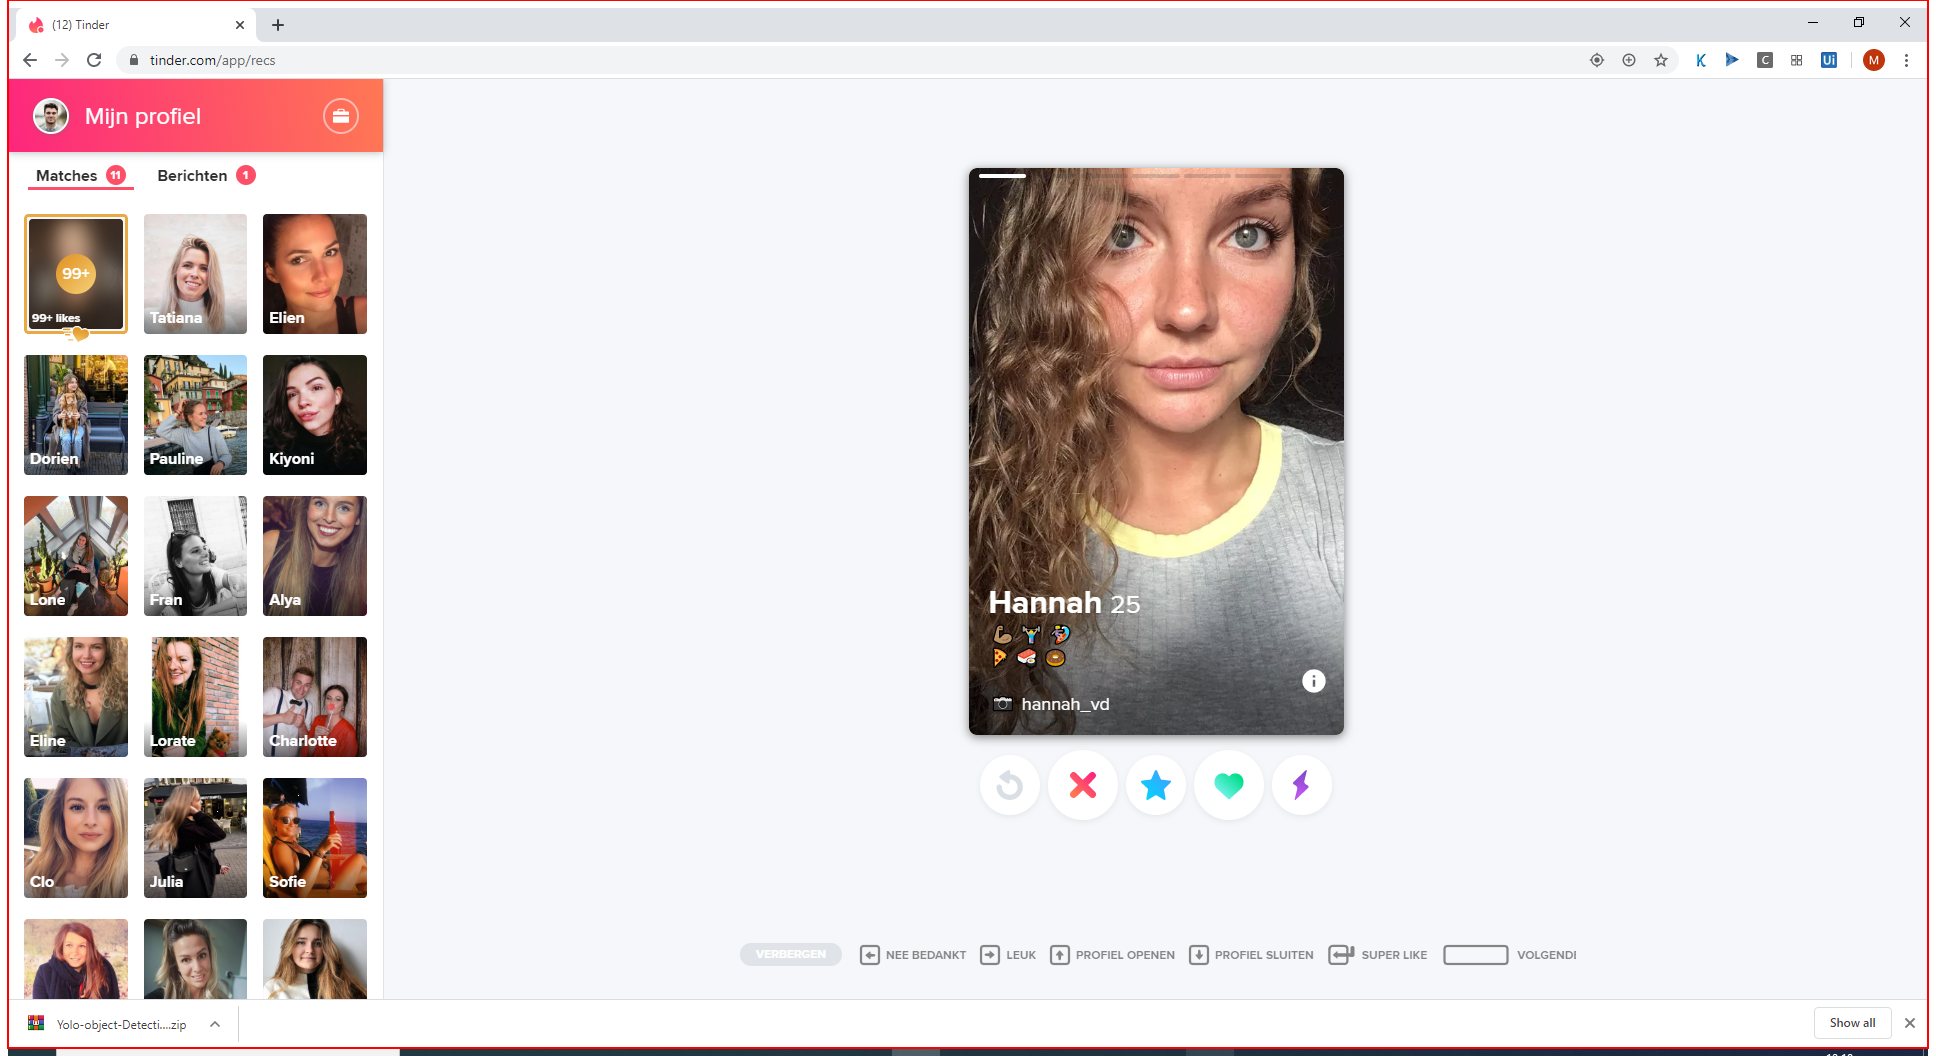 (12) Tinder
tinder.com/app/recs
C
Ui
M
Mijn profiel
Matches 11 Berichten 1
99+
99+ likes
Tatiana
Elien
Dorien
Pauline
Kiyoni
Lone
Fran
Alya
Eline
Lorate
Charlotte
Clo
Julia
Sofie
Hannah 25
hannah_vd
VERBERGEN
NEE BEDANKT
LEUK
PROFIEL OPENEN
PROFIEL SLUITEN
SUPER LIKE
VOLGENDI
Yolo-object-Detecti....zip
Show all